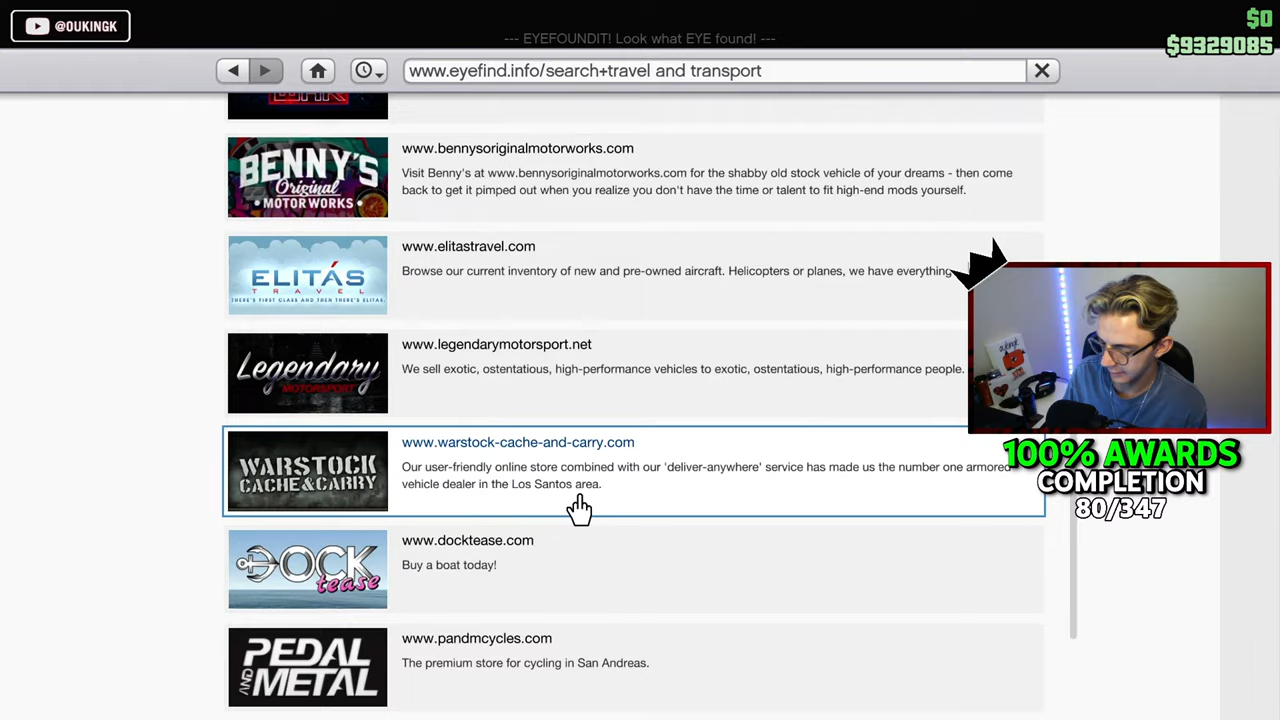 @OUKINGK
--- EYEFOUNDIT! Look what EYE found! ---
$0
$9329085
www.eyefind.info/search+travel and transport
www.bennysoriginalmotorworks.com
BENNY'S
Original
MOTOR WORKS
Visit Benny's at www.bennysoriginalmotorworks.com for the shabby old stock vehicle of your dreams - then come
back to get it pimped out when you realize you don't have the time or talent to fit high-end mods yourself.
www.elitastravel.com
ELITÁS
TRAVEL
THERE'S FIRST CLASS AND THEN THERE'S ELITAS.
Browse our current inventory of new and pre-owned aircraft. Helicopters or planes, we have everything
www.legendarymotorsport.net
Legendary
MOTORSPORT
We sell exotic, ostentatious, high-performance vehicles to exotic, ostentatious, high-performance people.
www.warstock-cache-and-carry.com
WARSTOCK
CACHE&CARRY
Our user-friendly online store combined with our 'deliver-anywhere' service has made us the number one armored
vehicle dealer in the Los Santos area.
100% AWARDS
COMPLETION
80/347
www.docktease.com
DOCK
tease
Buy a boat today!
www.pandmcycles.com
PEDAL
AND METAL
The premium store for cycling in San Andreas.